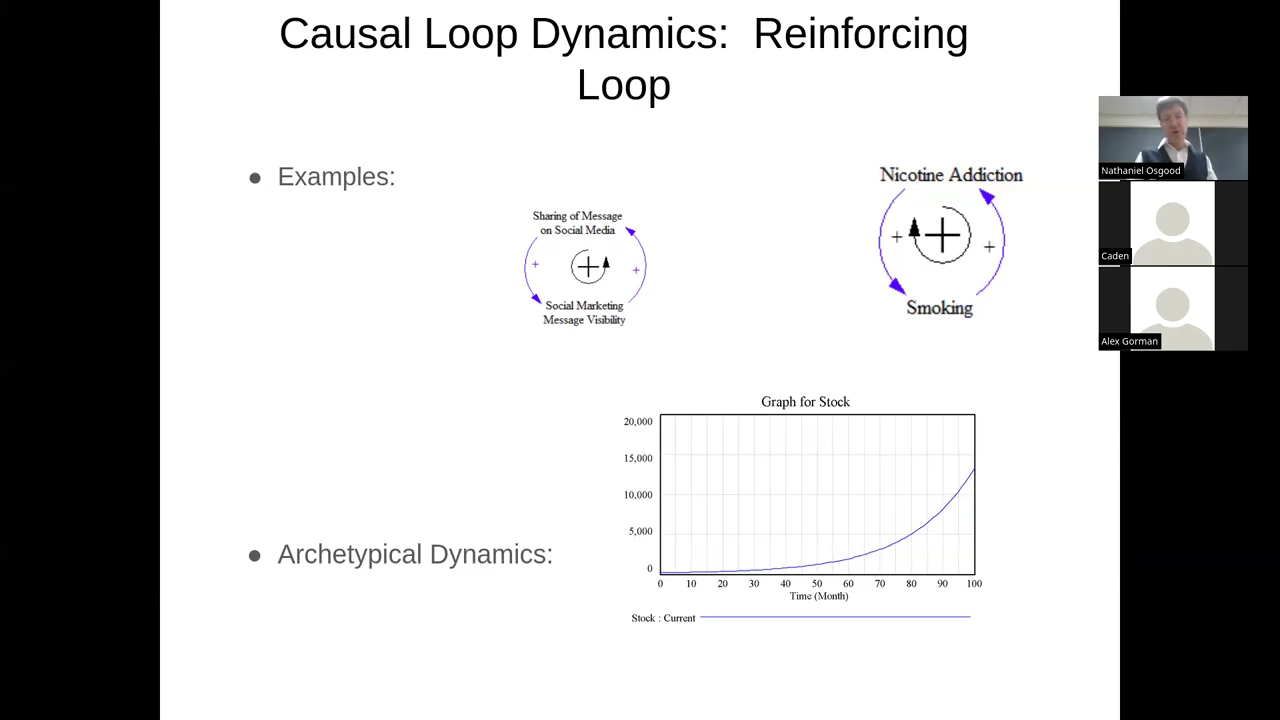 Causal Loop Dynamics: Reinforcing
Loop
● Examples:
Sharing of Message
on Social Media
+
+
+
Social Marketing
Message Visibility
Nicotine Addiction
+
+
+
Smoking
● Archetypical Dynamics:
Graph for Stock
20,000
15,000
10,000
5,000
0
0 10 20 30 40 50 60 70 80 90 100
Time (Month)
Stock : Current
Nathaniel Osgood
Caden
Alex Gorman